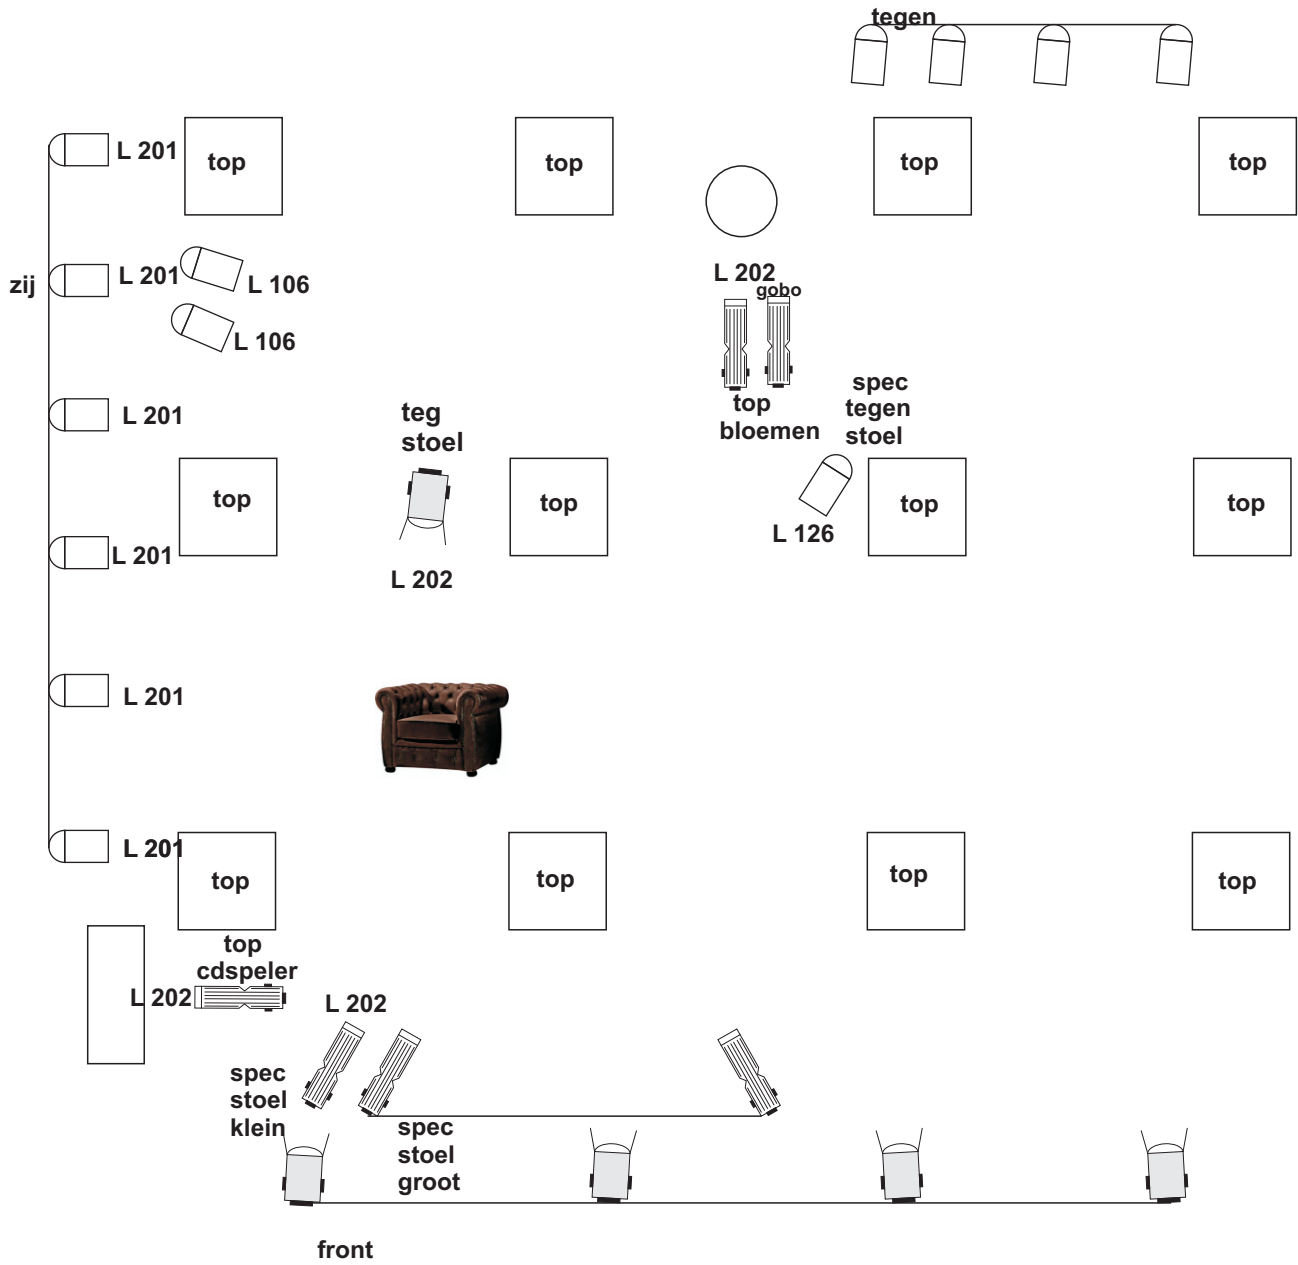 tegen
L 201
top
top
top
top
zij
L 201
L 106
L 106
L 202
gobo
top
bloemen
spec
tegen
stoel
L 126
L 201
teg
stoel
L 202
top
top
top
top
L 201
L 201
L 201
top
top
top
top
top
cdspeler
L 202
L 202
spec
stoel
klein
spec
stoel
groot
front